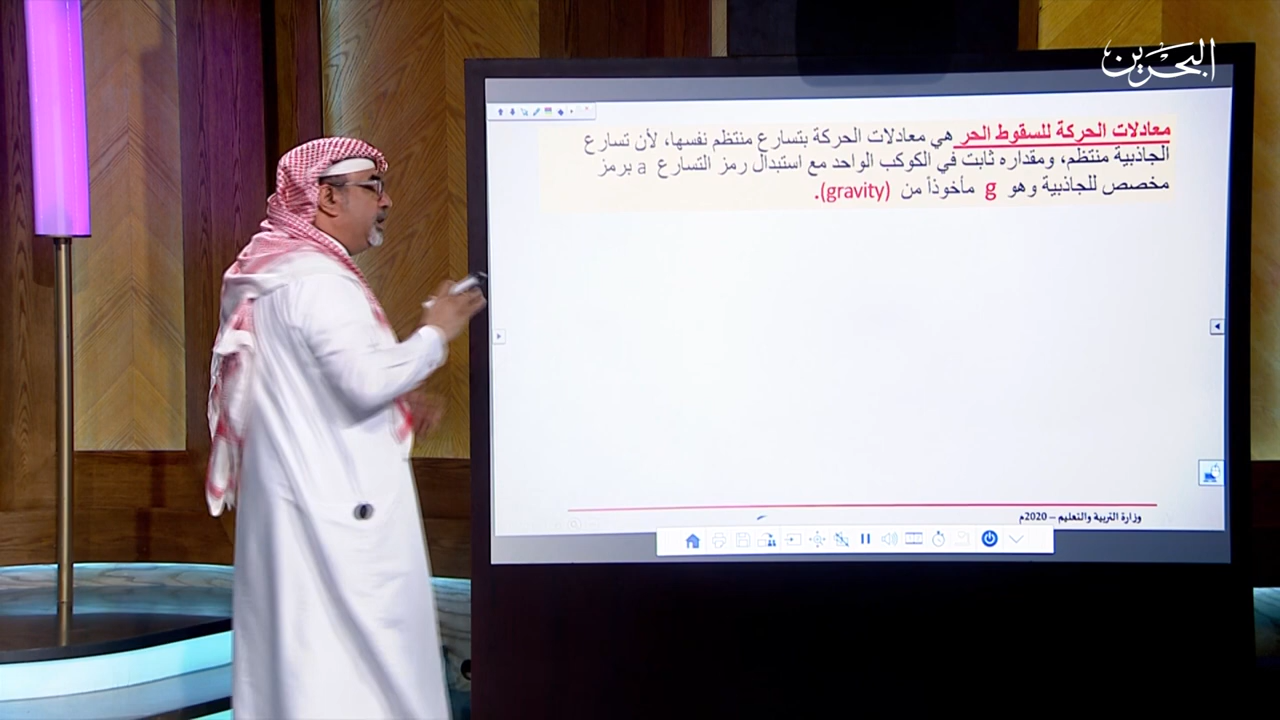 البحرين
معادلات الحركة للسقوط الحر هي معادلات الحركة بتسارع منتظم نفسها، لأن تسارع
الجاذبية منتظم، ومقداره ثابت في الكوكب الواحد مع استبدال رمز التسارع a برمز
مخصص للجاذبية وهو g مأخوذاً من (gravity).
وزارة التربية والتعليم – 2020م